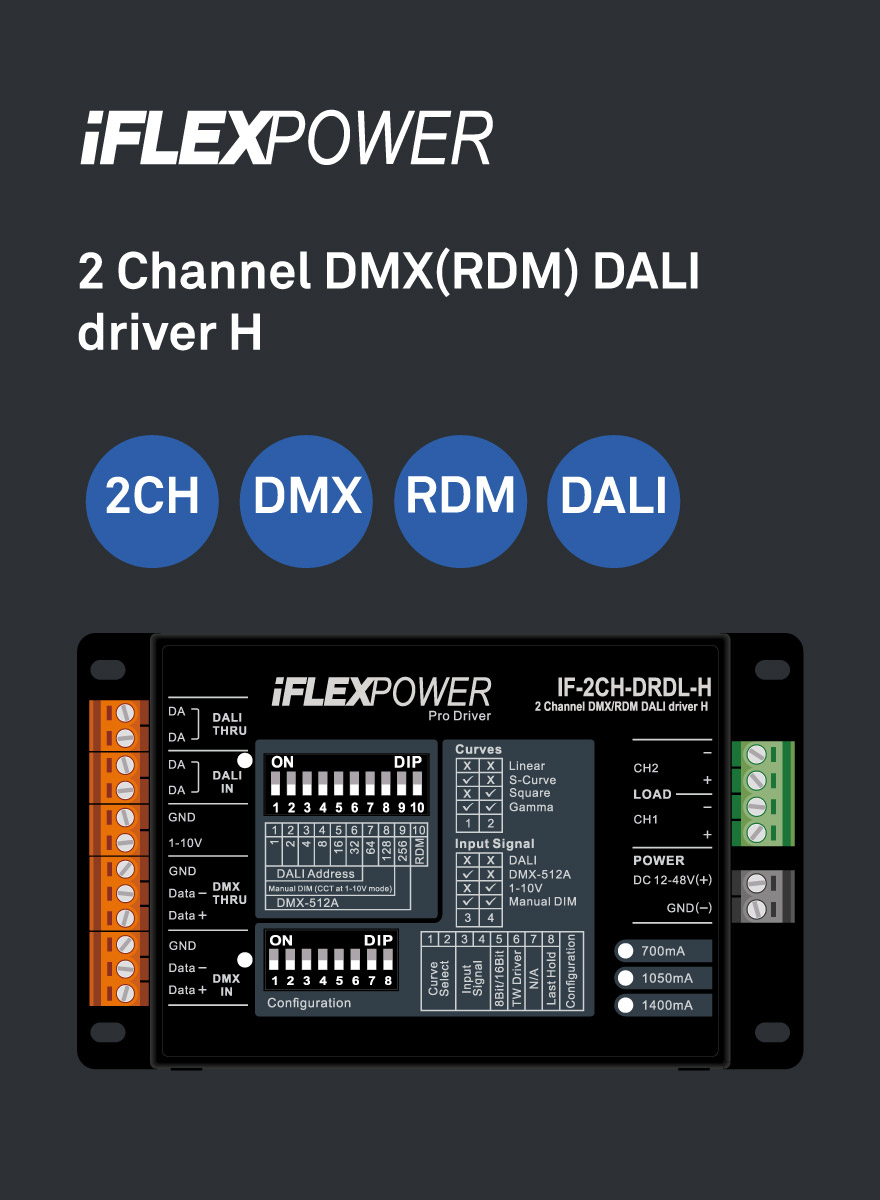 iFLEXPOWER
2 Channel DMX(RDM) DALI
driver H
2CH DMX RDM DALI
iFLEXPOWER
Pro Driver
IF-2CH-DRDL-H
2 Channel DMX/RDM DALI driver H
DA
DA
DALI
THRU
DA
DA
DALI
IN
GND
1-10V
GND
Data −
Data +
DMX
THRU
GND
Data −
Data +
DMX
IN
ON DIP
1 2 3 4 5 6 7 8 9 10
1 2 3 4 5 6 7 8 9 10
1 2 4 8 16 32 64 128 256 RDM
DALI Address
Manual DIM (CCT at 1-10V mode)
DMX-512A
ON DIP
1 2 3 4 5 6 7 8
Configuration
Curves
X X Linear
✓ X S-Curve
X ✓ Square
✓ ✓ Gamma
1 2
Input Signal
X X DALI
✓ X DMX-512A
X ✓ 1-10V
✓ ✓ Manual DIM
3 4
1 2 3 4 5 6 7 8 Configuration
Curve
Select
Input
Signal
8Bit/16Bit
TW Driver
N/A
Last Hold
−
CH2
+
LOAD
−
CH1
+
POWER
DC 12-48V(+)
GND(−)
700mA
1050mA
1400mA